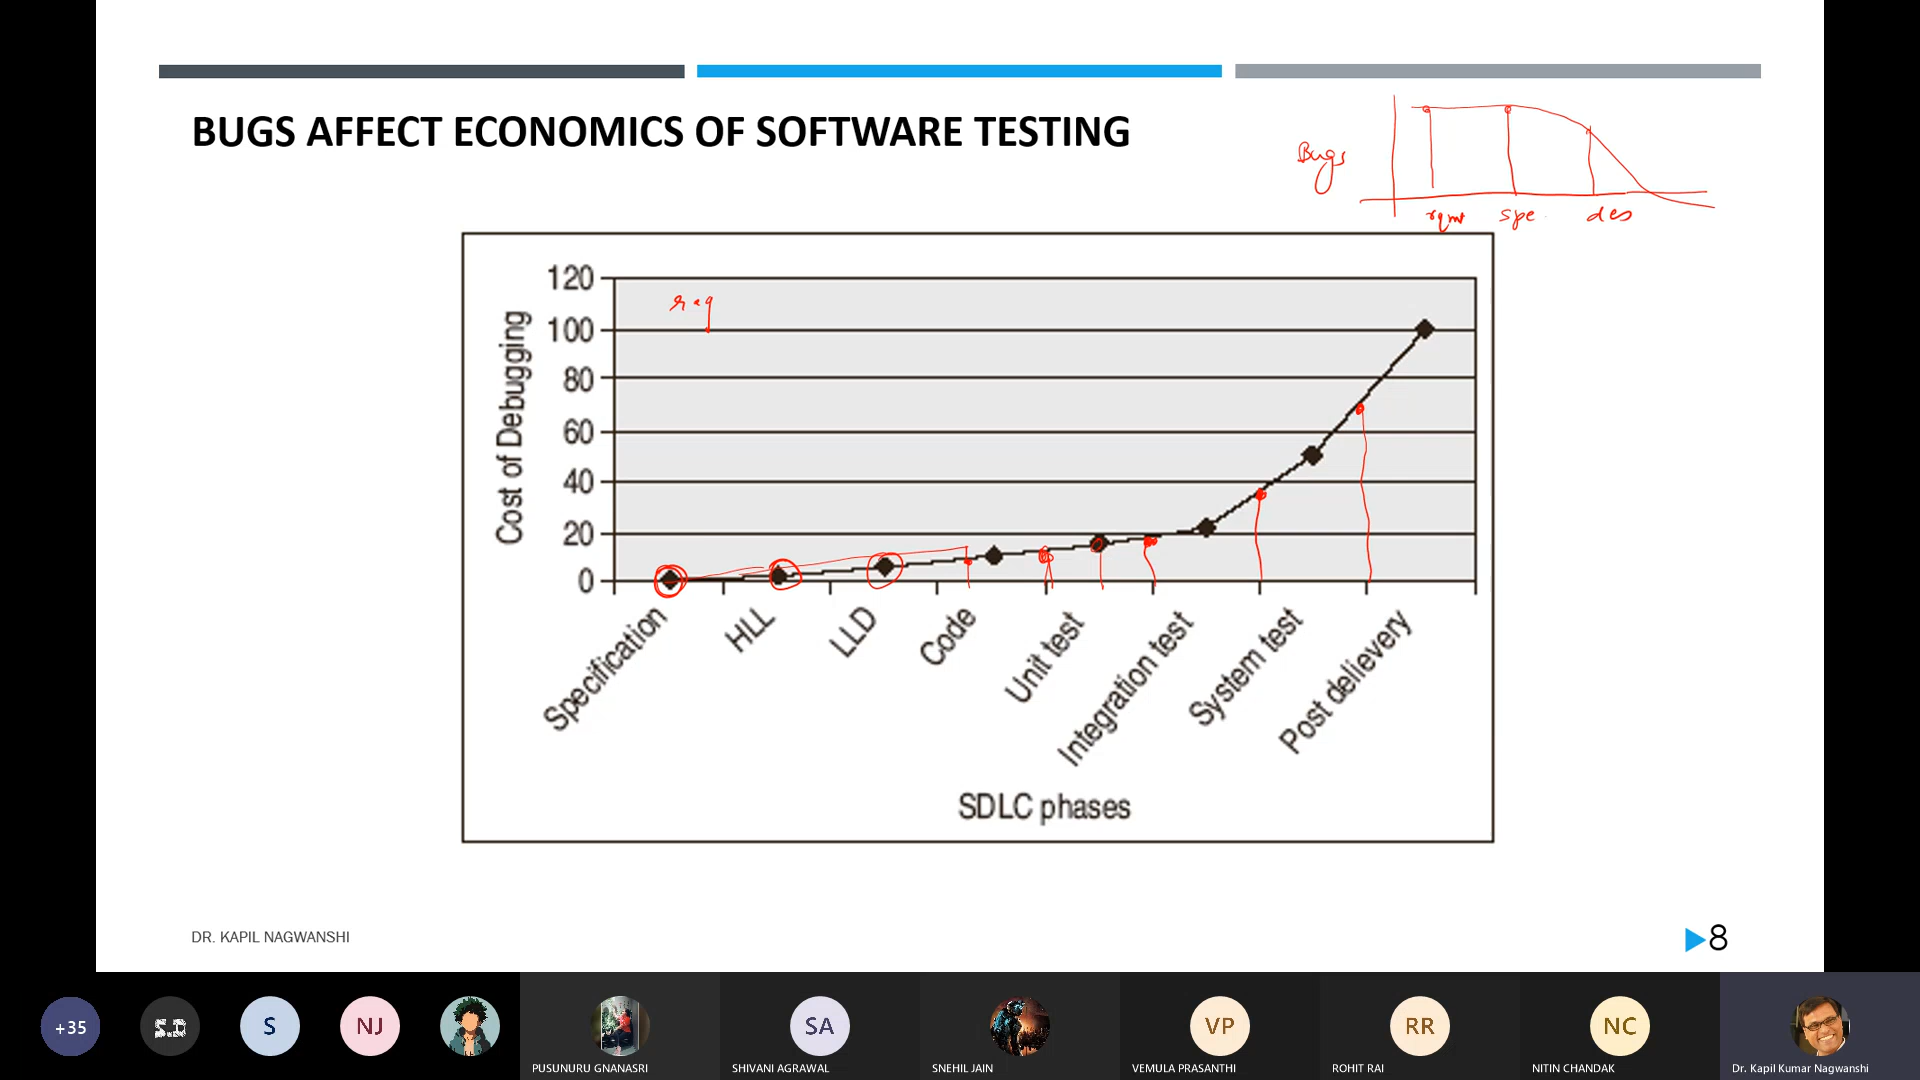 BUGS AFFECT ECONOMICS OF SOFTWARE TESTING
Bugs
rqmt spe des
Cost of Debugging
120
100
80
60
40
20
0
req
Specification
HLL
LLD
Code
Unit test
Integration test
System test
Post delievery
SDLC phases
DR. KAPIL NAGWANSHI
8
+35
S.D
S
NJ
SA
VP
RR
NC
PUSUNURU GNANASRI
SHIVANI AGRAWAL
SNEHIL JAIN
VEMULA PRASANTHI
ROHIT RAI
NITIN CHANDAK
Dr. Kapil Kumar Nagwanshi